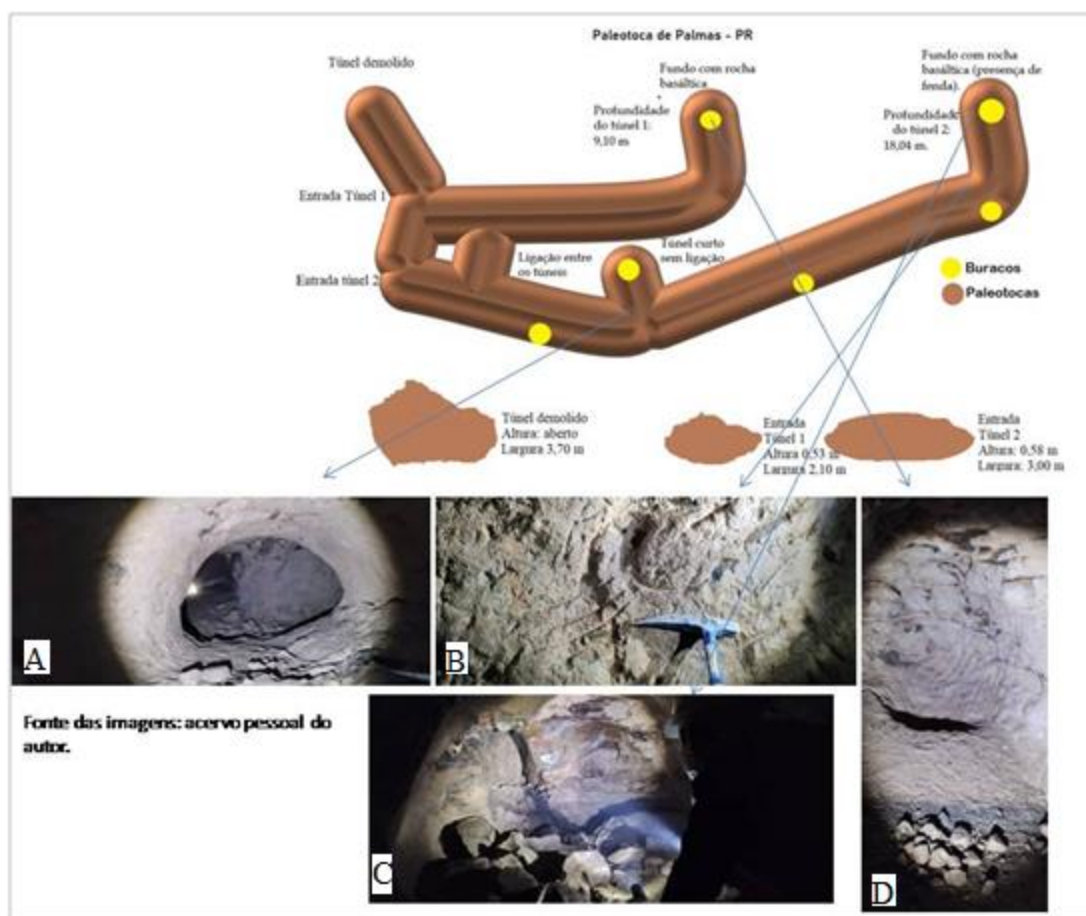 Paleotoca de Palmas - PR
Túnel demolido
Fundo com rocha
basáltica
Profundidade
do túnel 1:
9,10 m
Fundo com rocha
basáltica (presença de
fenda).
Profundidade
do túnel 2:
18,04 m.
Entrada Túnel 1
Ligação entre
os túneis
Túnel curto
sem ligação
Entrada túnel 2
Buracos
Paleotocas
Túnel demolido
Altura: aberto
Largura 3,70 m
Entrada
Túnel 1
Altura 0,53 m
Largura 2,10 m
Entrada
Túnel 2
Altura: 0,58 m
Largura: 3,00 m
A
B
C
D
Fonte das imagens: acervo pessoal do
autor.